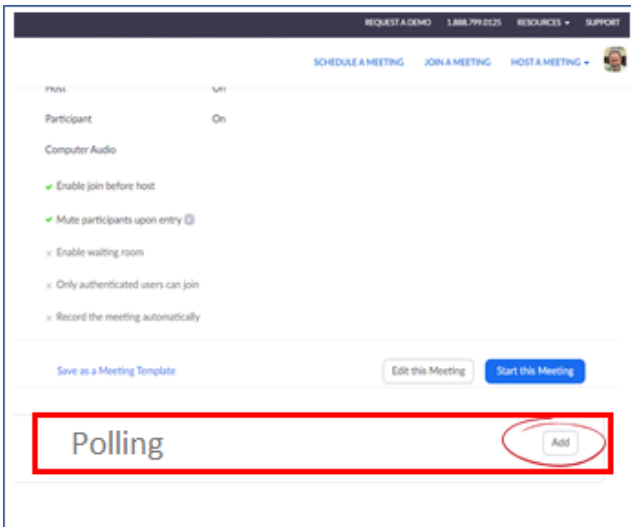 REQUEST A DEMO 1.888.799.0125 RESOURCES SUPPORT
SCHEDULE A MEETING JOIN A MEETING HOST A MEETING
Host On
Participant On
Computer Audio
Enable join before host
Mute participants upon entry
Enable waiting room
Only authenticated users can join
Record the meeting automatically
Save as a Meeting Template Edit this Meeting Start this Meeting
Polling Add